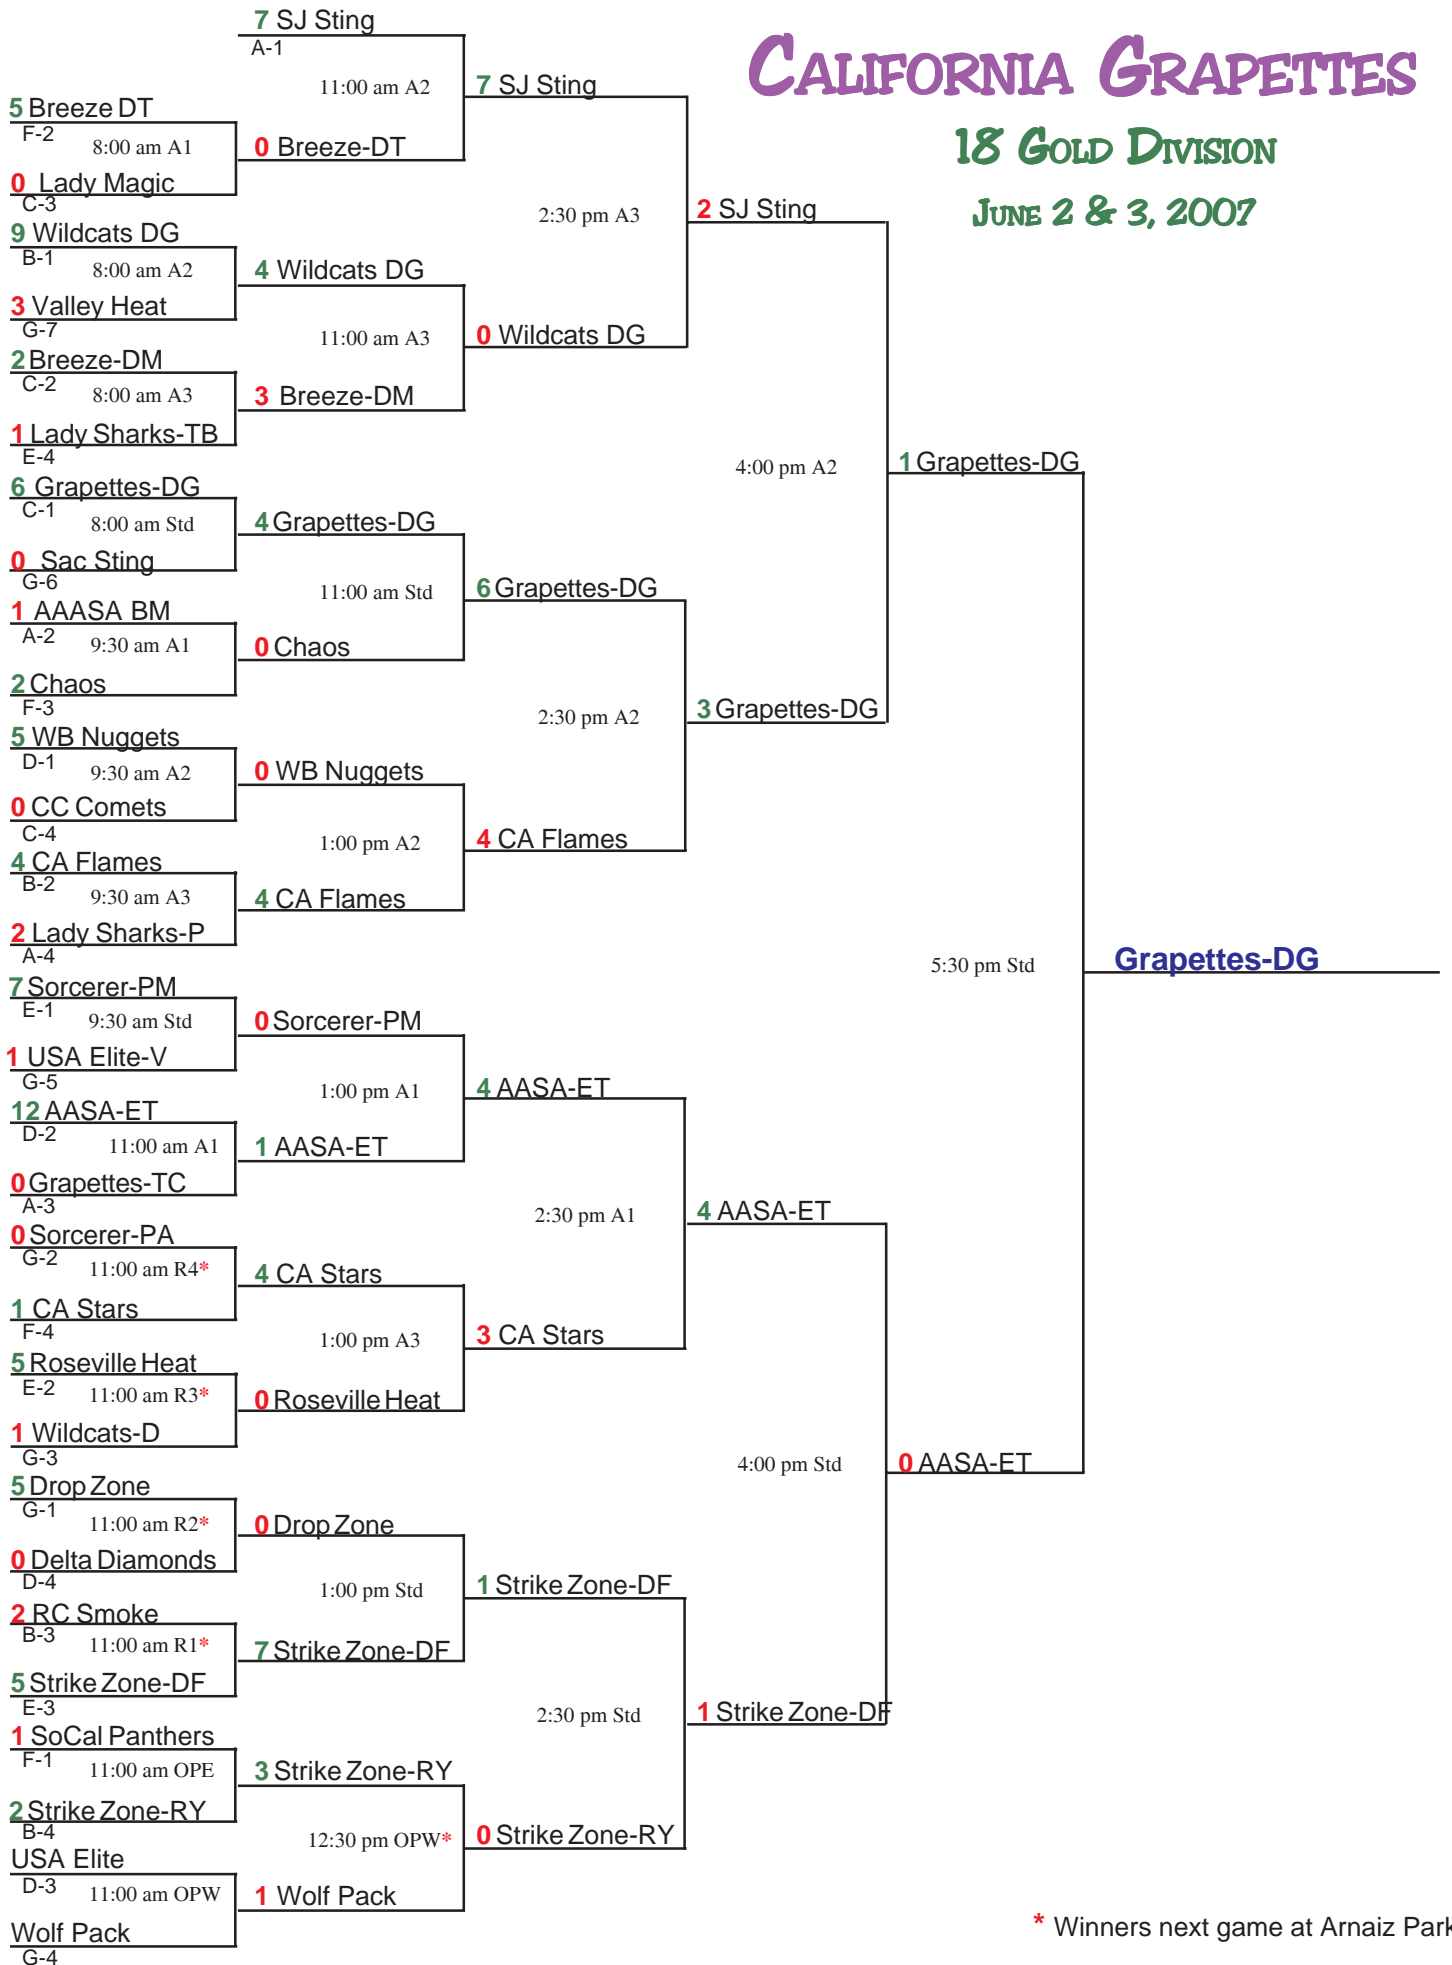 CALIFORNIA GRAPETTES
18 GOLD DIVISION
JUNE 2 & 3, 2007
7 SJ Sting
A-1
11:00 am A2
5 Breeze DT
F-2
8:00 am A1
0 Breeze-DT
0 Lady Magic
C-3
7 SJ Sting
2:30 pm A3
9 Wildcats DG
B-1
8:00 am A2
4 Wildcats DG
3 Valley Heat
G-7
11:00 am A3
0 Wildcats DG
2 Breeze-DM
C-2
8:00 am A3
3 Breeze-DM
1 Lady Sharks-TB
E-4
2 SJ Sting
4:00 pm A2
6 Grapettes-DG
C-1
8:00 am Std
4 Grapettes-DG
0 Sac Sting
G-6
11:00 am Std
6 Grapettes-DG
1 AAASA BM
A-2
9:30 am A1
0 Chaos
2 Chaos
F-3
2:30 pm A2
3 Grapettes-DG
5 WB Nuggets
D-1
9:30 am A2
0 WB Nuggets
0 CC Comets
C-4
1:00 pm A2
4 CA Flames
4 CA Flames
B-2
9:30 am A3
4 CA Flames
2 Lady Sharks-P
A-4
1 Grapettes-DG
5:30 pm Std
Grapettes-DG
7 Sorcerer-PM
E-1
9:30 am Std
0 Sorcerer-PM
1 USA Elite-V
G-5
1:00 pm A1
4 AASA-ET
12 AASA-ET
D-2
11:00 am A1
1 AASA-ET
0 Grapettes-TC
A-3
2:30 pm A1
4 AASA-ET
0 Sorcerer-PA
G-2
11:00 am R4*
4 CA Stars
1 CA Stars
F-4
1:00 pm A3
3 CA Stars
5 Roseville Heat
E-2
11:00 am R3*
0 Roseville Heat
1 Wildcats-D
G-3
4:00 pm Std
0 AASA-ET
5 Drop Zone
G-1
11:00 am R2*
0 Drop Zone
0 Delta Diamonds
D-4
1:00 pm Std
1 Strike Zone-DF
2 RC Smoke
B-3
11:00 am R1*
7 Strike Zone-DF
5 Strike Zone-DF
E-3
2:30 pm Std
1 Strike Zone-DF
1 SoCal Panthers
F-1
11:00 am OPE
3 Strike Zone-RY
2 Strike Zone-RY
B-4
12:30 pm OPW*
0 Strike Zone-RY
USA Elite
D-3
11:00 am OPW
1 Wolf Pack
Wolf Pack
G-4
* Winners next game at Arnaiz Park